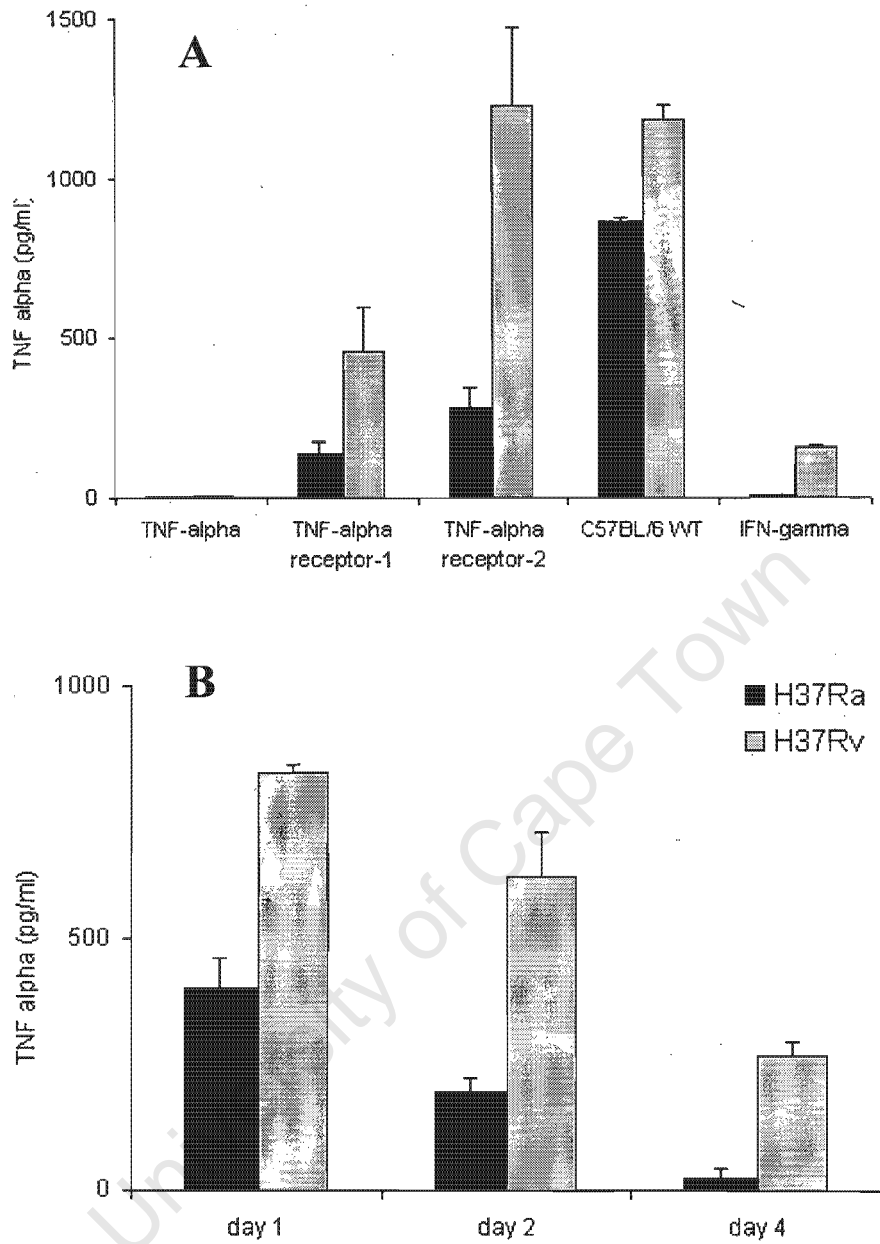 A
1500
1000
500
0
TNF alpha (pg/ml)
TNF-alpha
TNF-alpha receptor-1
TNF-alpha receptor-2
C57BL/6 WT
IFN-gamma
B
1000
500
0
TNF alpha (pg/ml)
H37Ra
H37Rv
day 1
day 2
day 4
University of Cape Town